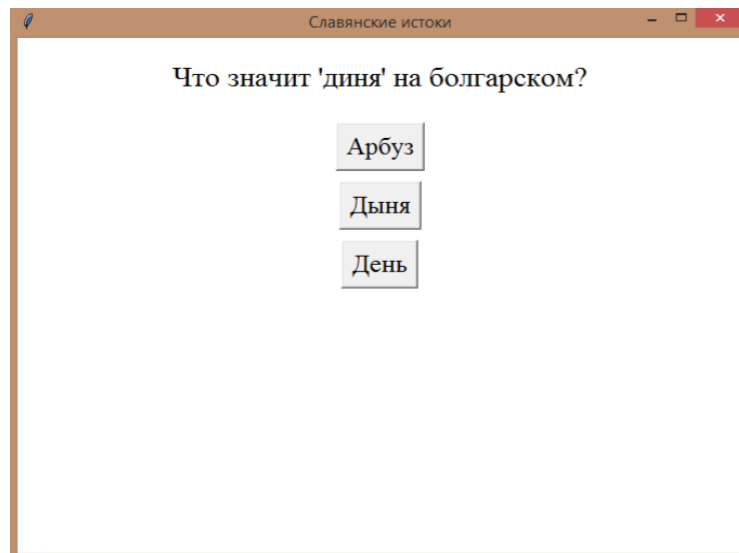 Славянские истоки
Что значит 'диня' на болгарском?
Арбуз
Дыня
День